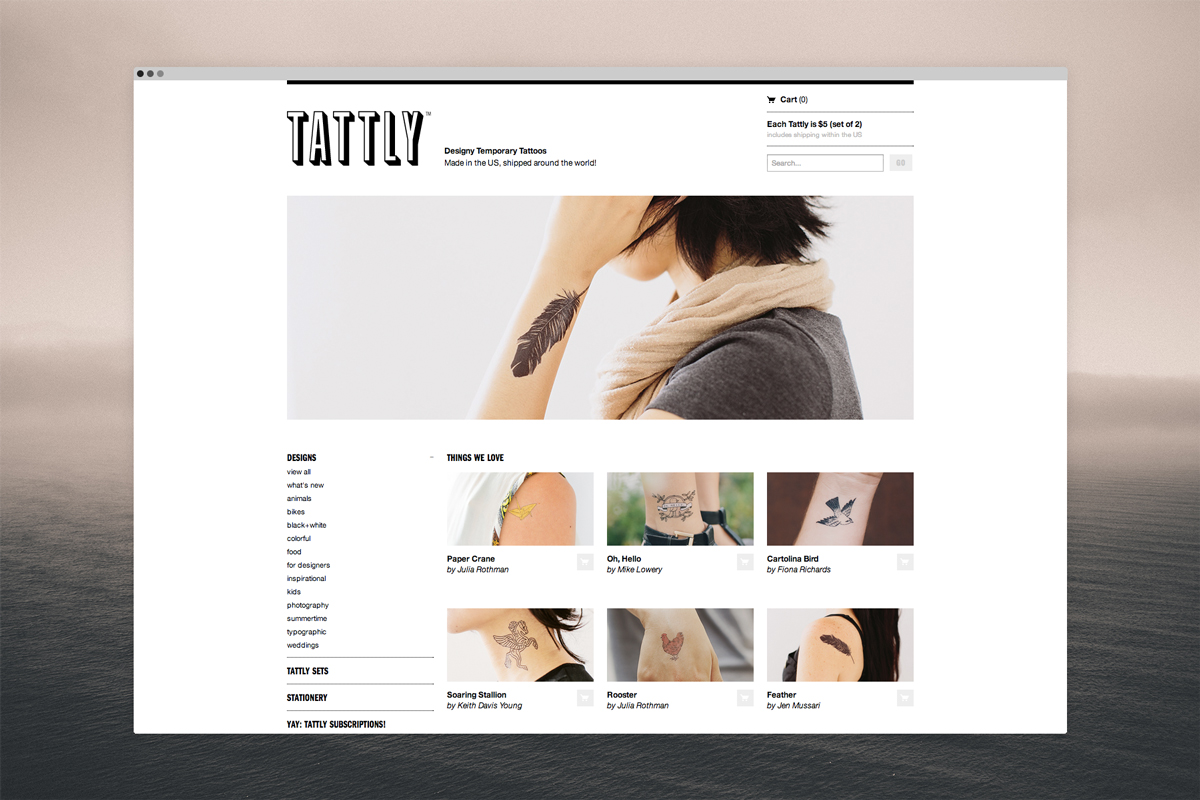 TATTLY™
Designy Temporary Tattoos
Made in the US, shipped around the world!
Cart (0)
Each Tattly is $5 (set of 2)
includes shipping within the US
Search...
GO
DESIGNS
–
view all
what's new
animals
bikes
black+white
colorful
food
for designers
inspirational
kids
photography
summertime
typographic
weddings
TATTLY SETS
STATIONERY
YAY: TATTLY SUBSCRIPTIONS!
THINGS WE LOVE
Paper Crane
by Julia Rothman
Oh, Hello
by Mike Lowery
Cartolina Bird
by Fiona Richards
Soaring Stallion
by Keith Davis Young
Rooster
by Julia Rothman
Feather
by Jen Mussari